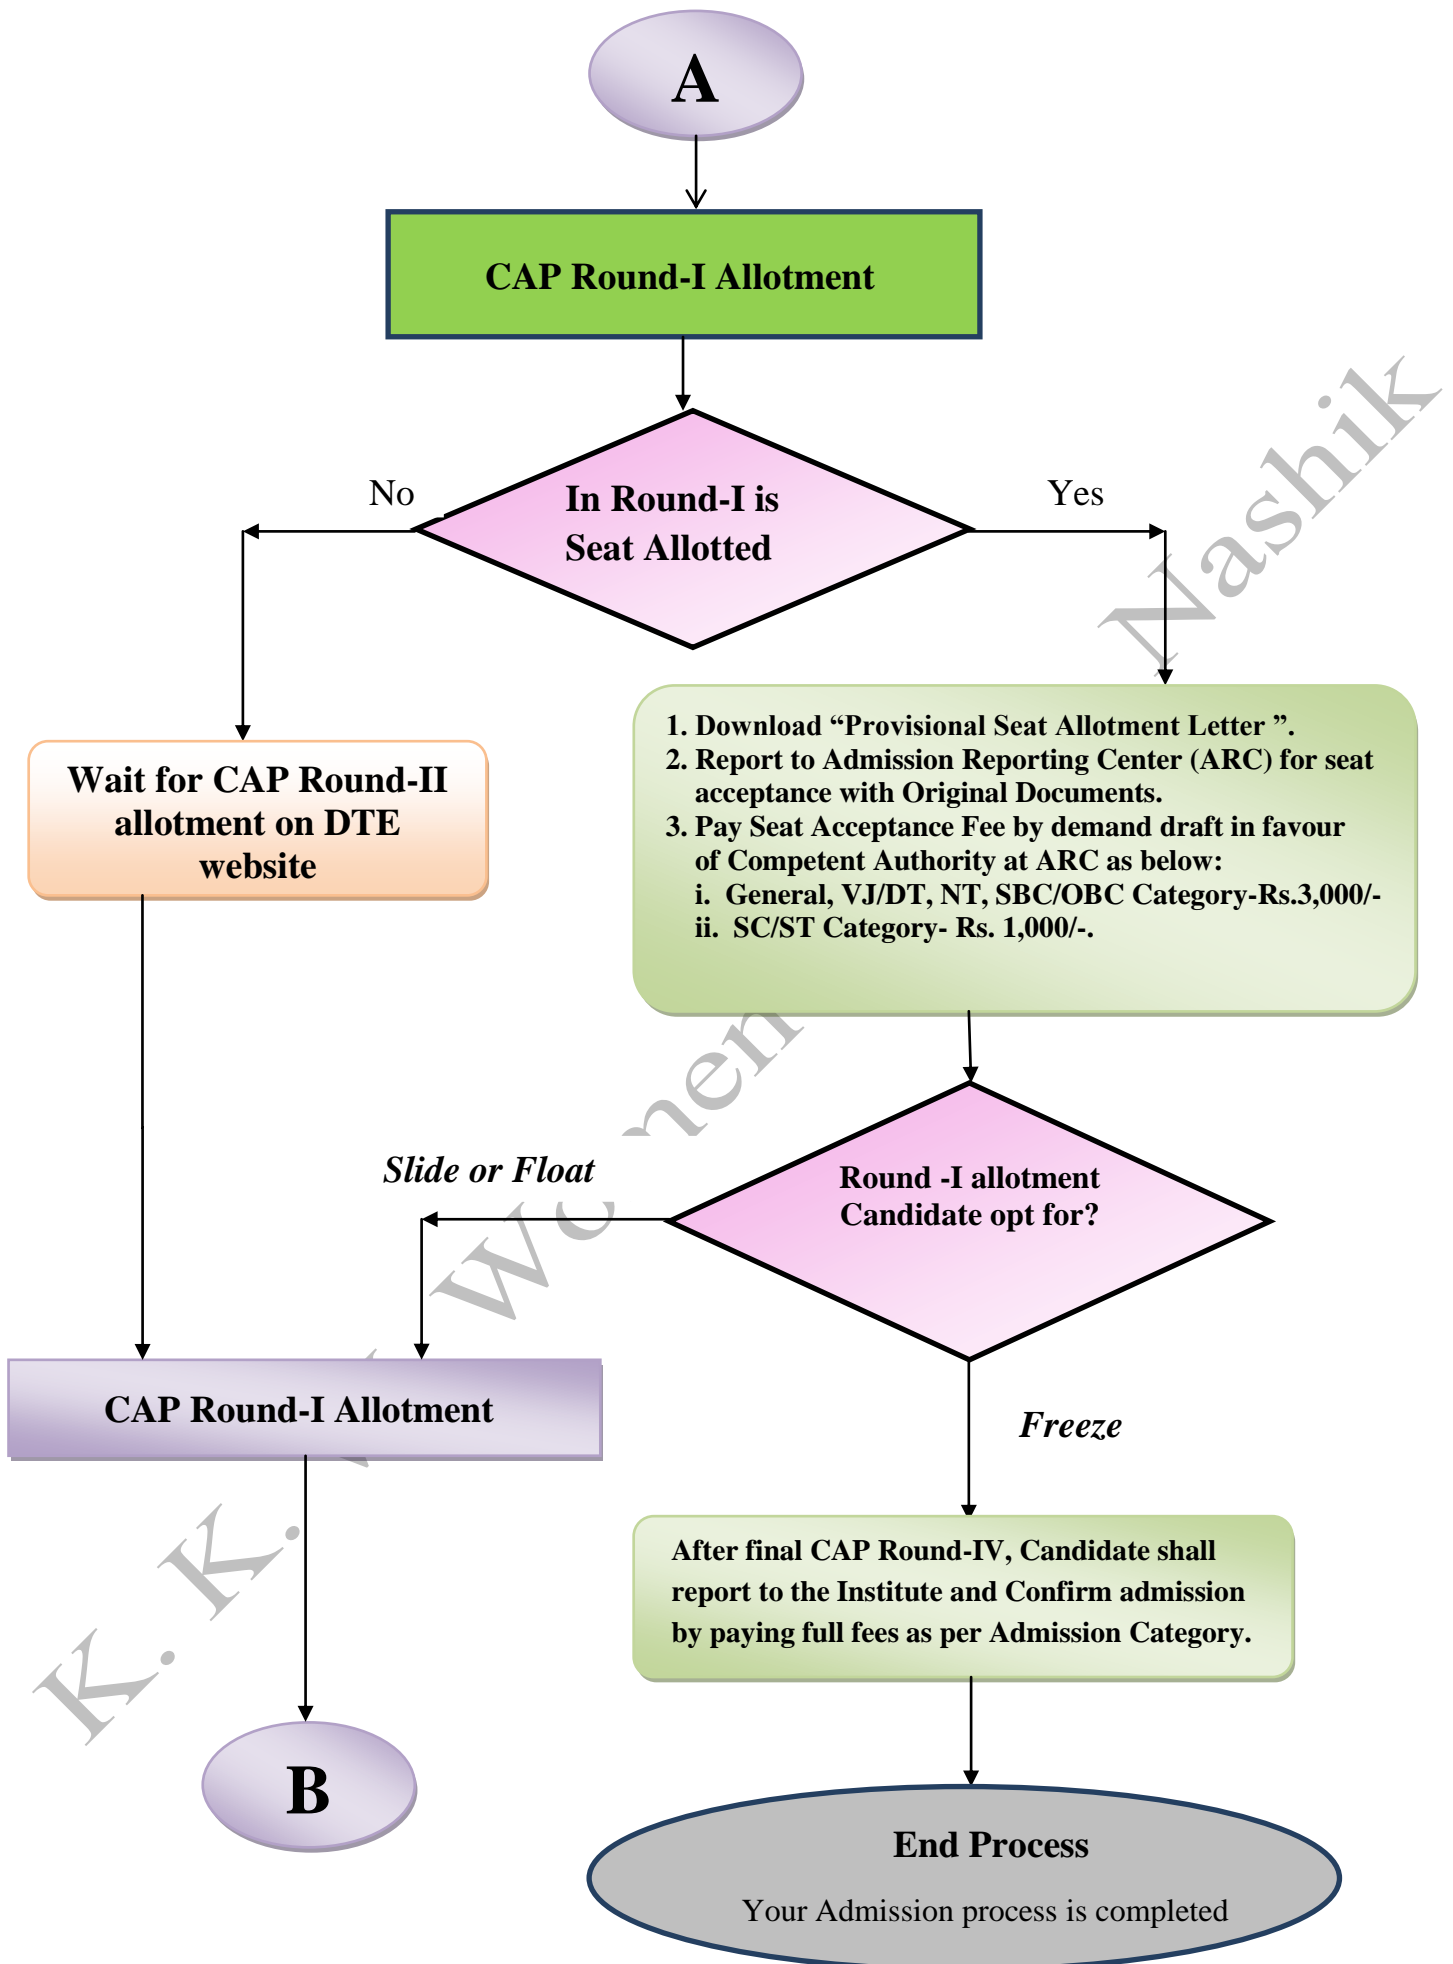 A
CAP Round-I Allotment
No
In Round-I is
Seat Allotted
Yes
Wait for CAP Round-II
allotment on DTE
website
1. Download “Provisional Seat Allotment Letter ”.
2. Report to Admission Reporting Center (ARC) for seat
acceptance with Original Documents.
3. Pay Seat Acceptance Fee by demand draft in favour
of Competent Authority at ARC as below:
i. General, VJ/DT, NT, SBC/OBC Category-Rs.3,000/-
ii. SC/ST Category- Rs. 1,000/-.
Slide or Float
Round -I allotment
Candidate opt for?
CAP Round-I Allotment
Freeze
After final CAP Round-IV, Candidate shall
report to the Institute and Confirm admission
by paying full fees as per Admission Category.
B
End Process
Your Admission process is completed
K. K. Women Nashik